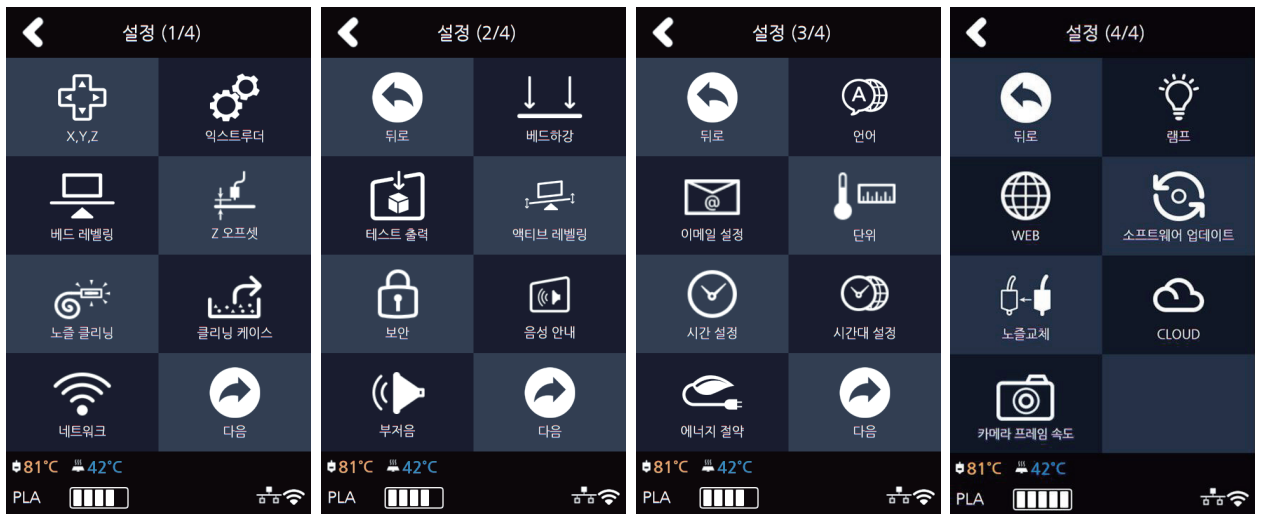 설정 (1/4)
X,Y,Z
익스트루더
베드 레벨링
Z 오프셋
노즐 클리닝
클리닝 케이스
네트워크
다음
81°C 42°C
PLA
설정 (2/4)
뒤로
베드하강
테스트 출력
액티브 레벨링
보안
음성 안내
부저음
다음
81°C 42°C
PLA
설정 (3/4)
뒤로
A
언어
@
이메일 설정
단위
시간 설정
시간대 설정
에너지 절약
다음
81°C 42°C
PLA
설정 (4/4)
뒤로
램프
WEB
소프트웨어 업데이트
노즐교체
CLOUD
카메라 프레임 속도
81°C 42°C
PLA